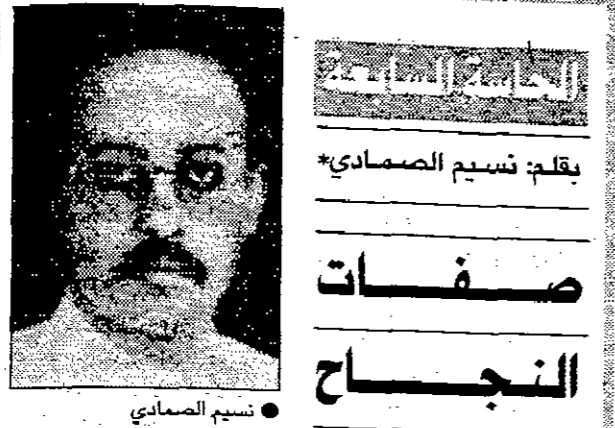 الحاسة السابعة
بقلم: نسيم الصمادي*
صفات
النجاح
● نسيم الصمادي